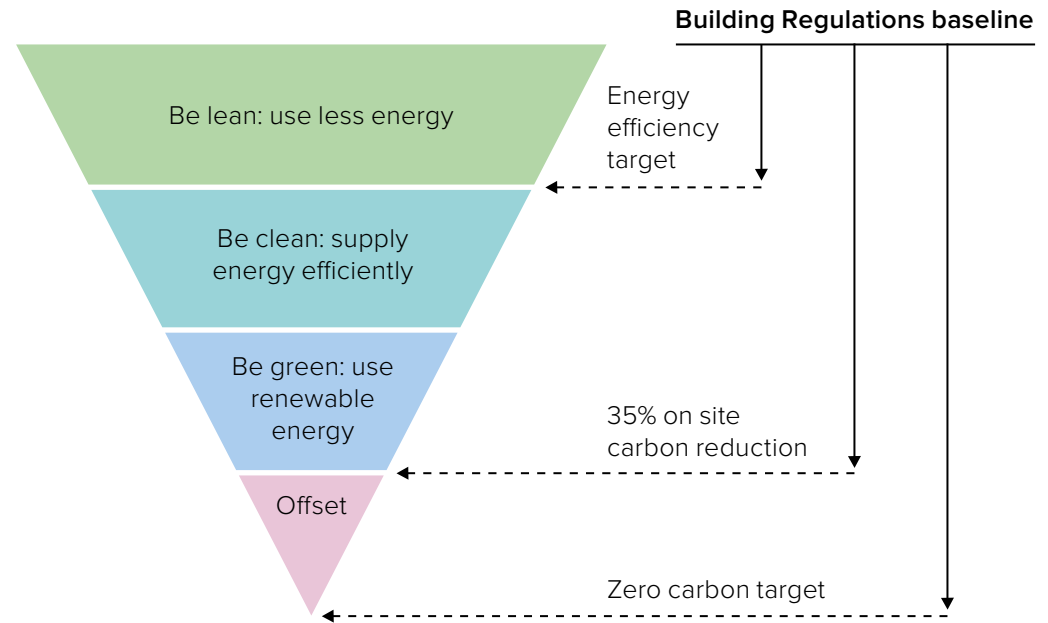 Building Regulations baseline
Be lean: use less energy
Energy
efficiency
target
Be clean: supply
energy efficiently
Be green: use
renewable
energy
35% on site
carbon reduction
Offset
Zero carbon target